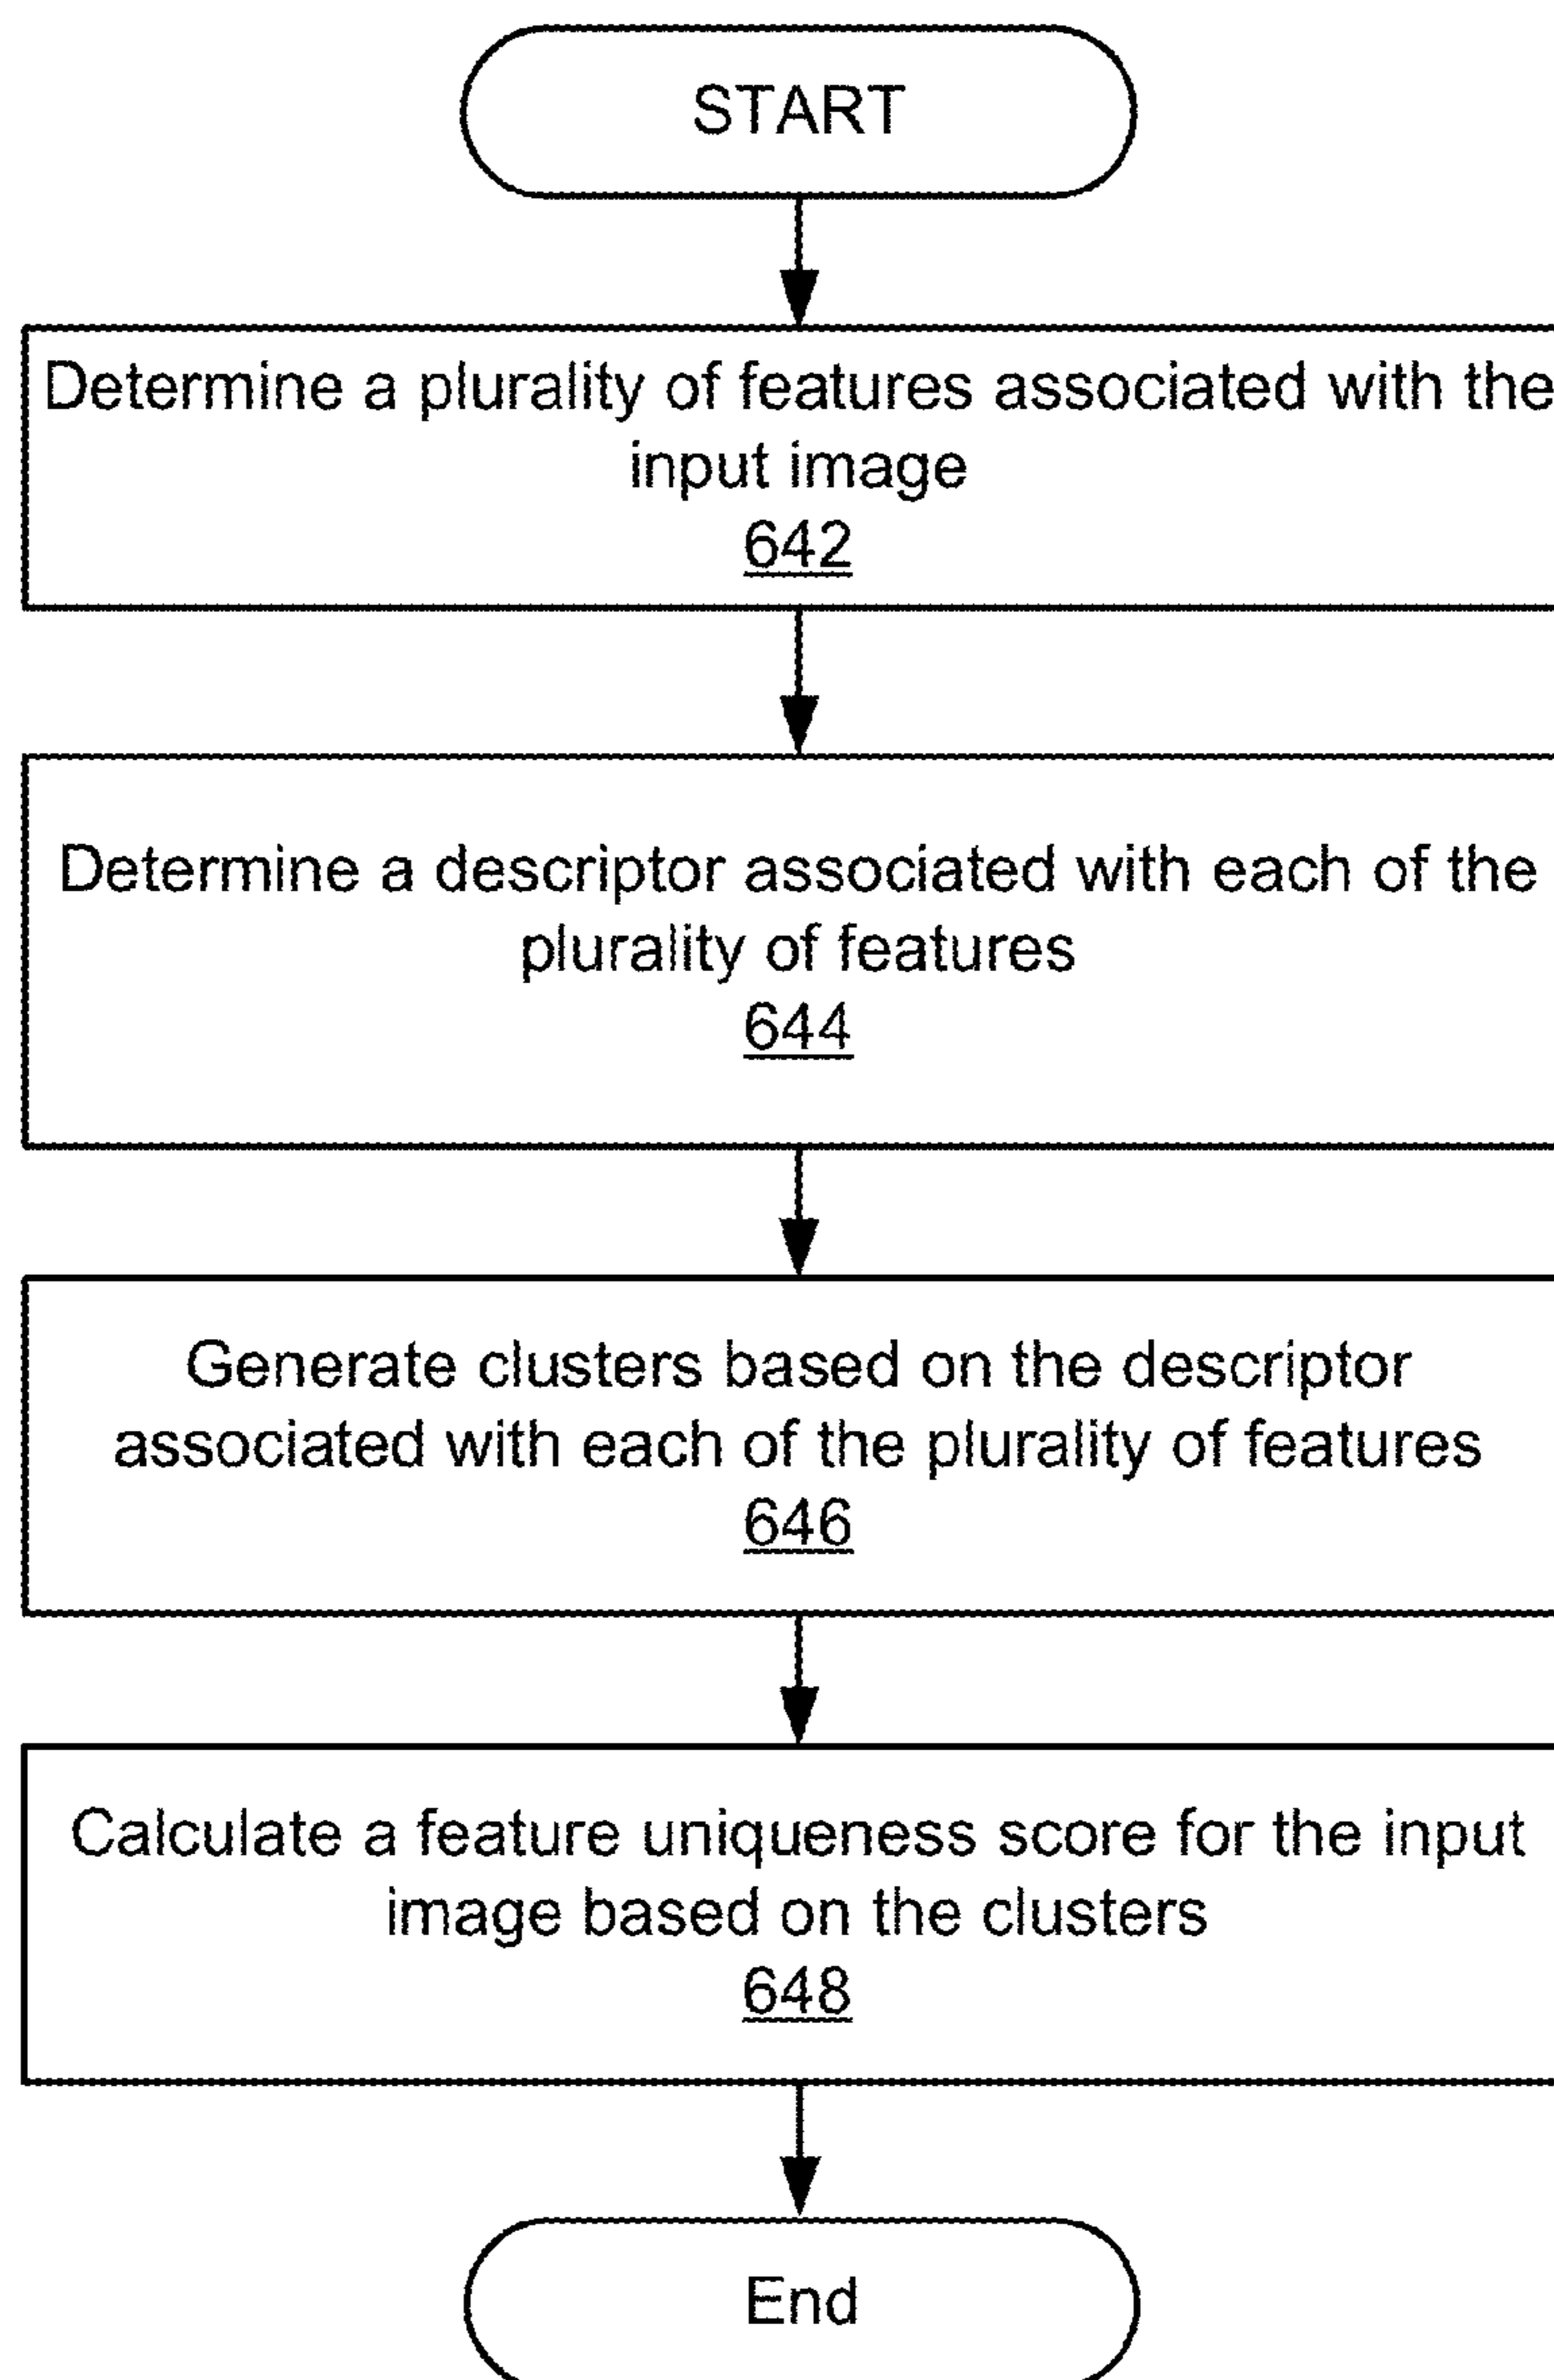 START
Determine a plurality of features associated with the
input image
642
Determine a descriptor associated with each of the
plurality of features
644
Generate clusters based on the descriptor
associated with each of the plurality of features
646
Calculate a feature uniqueness score for the input
image based on the clusters
648
End